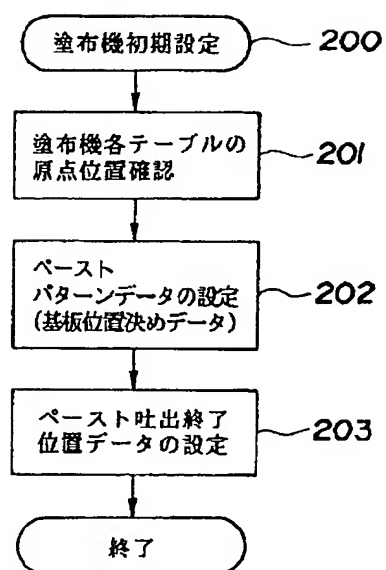 塗布機初期設定
200
塗布機各テーブルの
原点位置確認
201
ペースト
パターンデータの設定
(基板位置決めデータ)
202
ペースト吐出終了
位置データの設定
203
終了